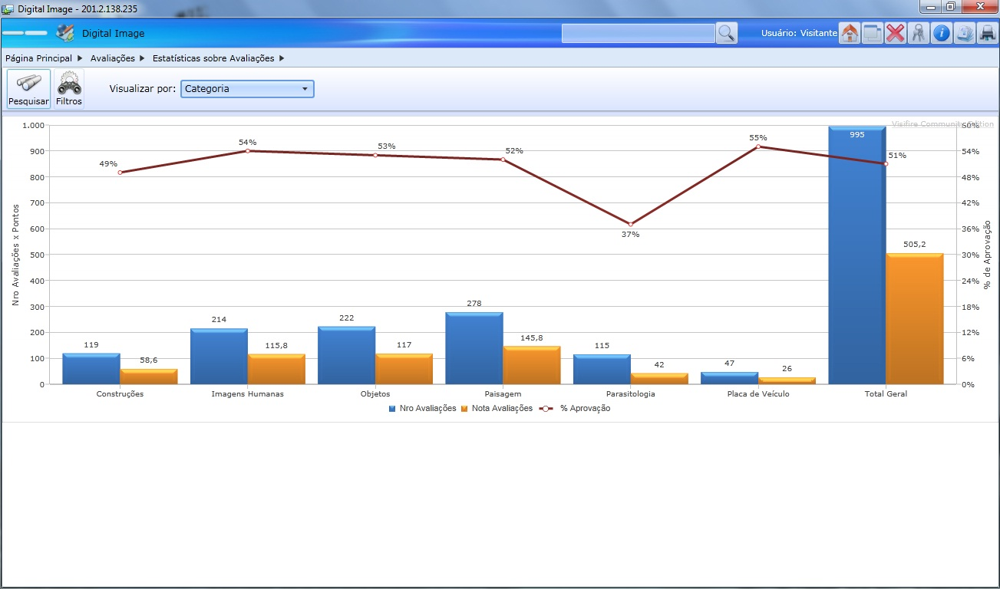 Digital Image - 201.2.138.235
Digital Image
Usuário: Visitante
Página Principal
Avaliações
Estatísticas sobre Avaliações
Pesquisar
Filtros
Visualizar por:
Categoria
Visifire Community Edition
Nro Avaliações x Pontos
1.000
900
800
700
600
500
400
300
200
100
0
49%
54%
53%
52%
37%
55%
51%
119
58,6
214
115,8
222
117
278
145,8
115
42
47
26
995
505,2
60%
54%
48%
42%
36%
30%
24%
18%
12%
6%
0%
% de Aprovação
Construções
Imagens Humanas
Objetos
Paisagem
Parasitologia
Placa de Veículo
Total Geral
Nro Avaliações
Nota Avaliações
% Aprovação